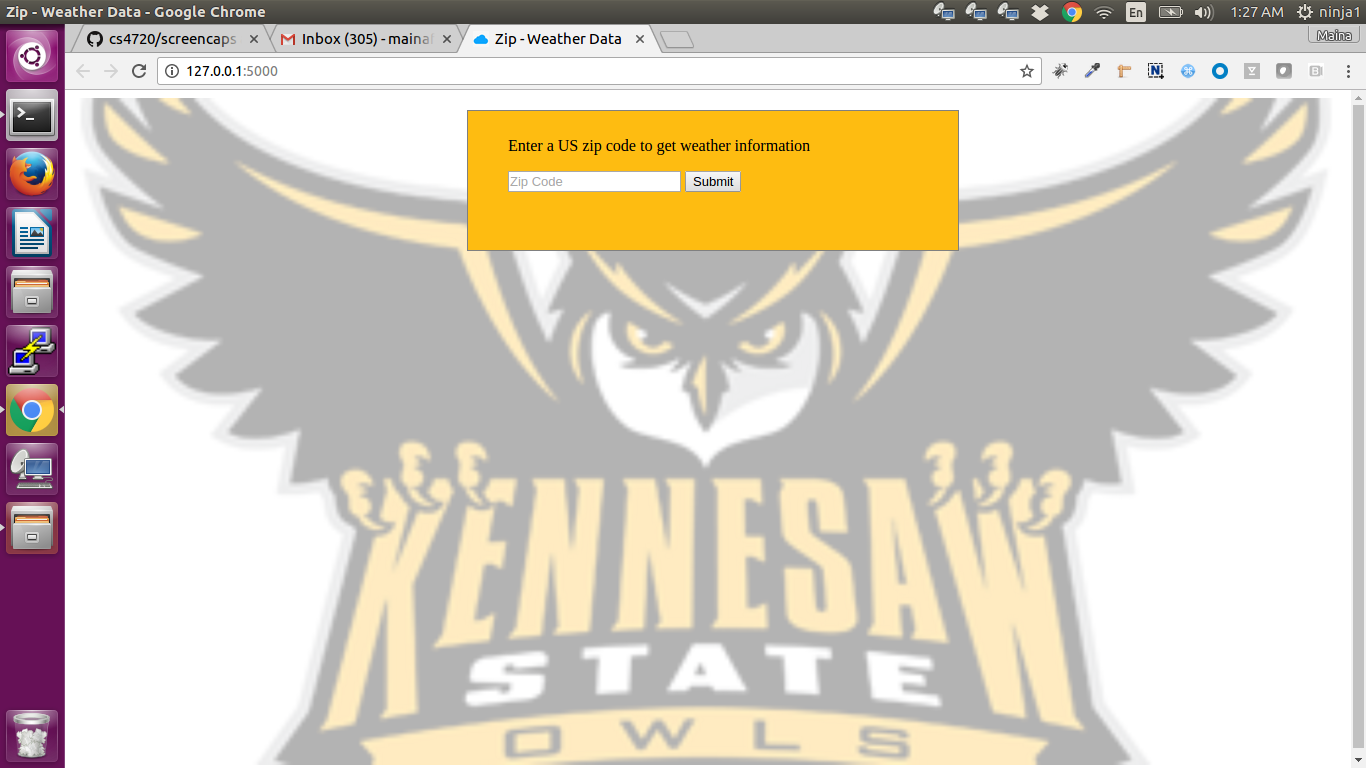 Zip - Weather Data - Google Chrome
En
1:27 AM
ninja1
cs4720/screencaps
Inbox (305) - maina
Zip - Weather Data
Maina
127.0.0.1:5000
Enter a US zip code to get weather information
Zip Code
Submit
KENNESAW
STATE
OWLS